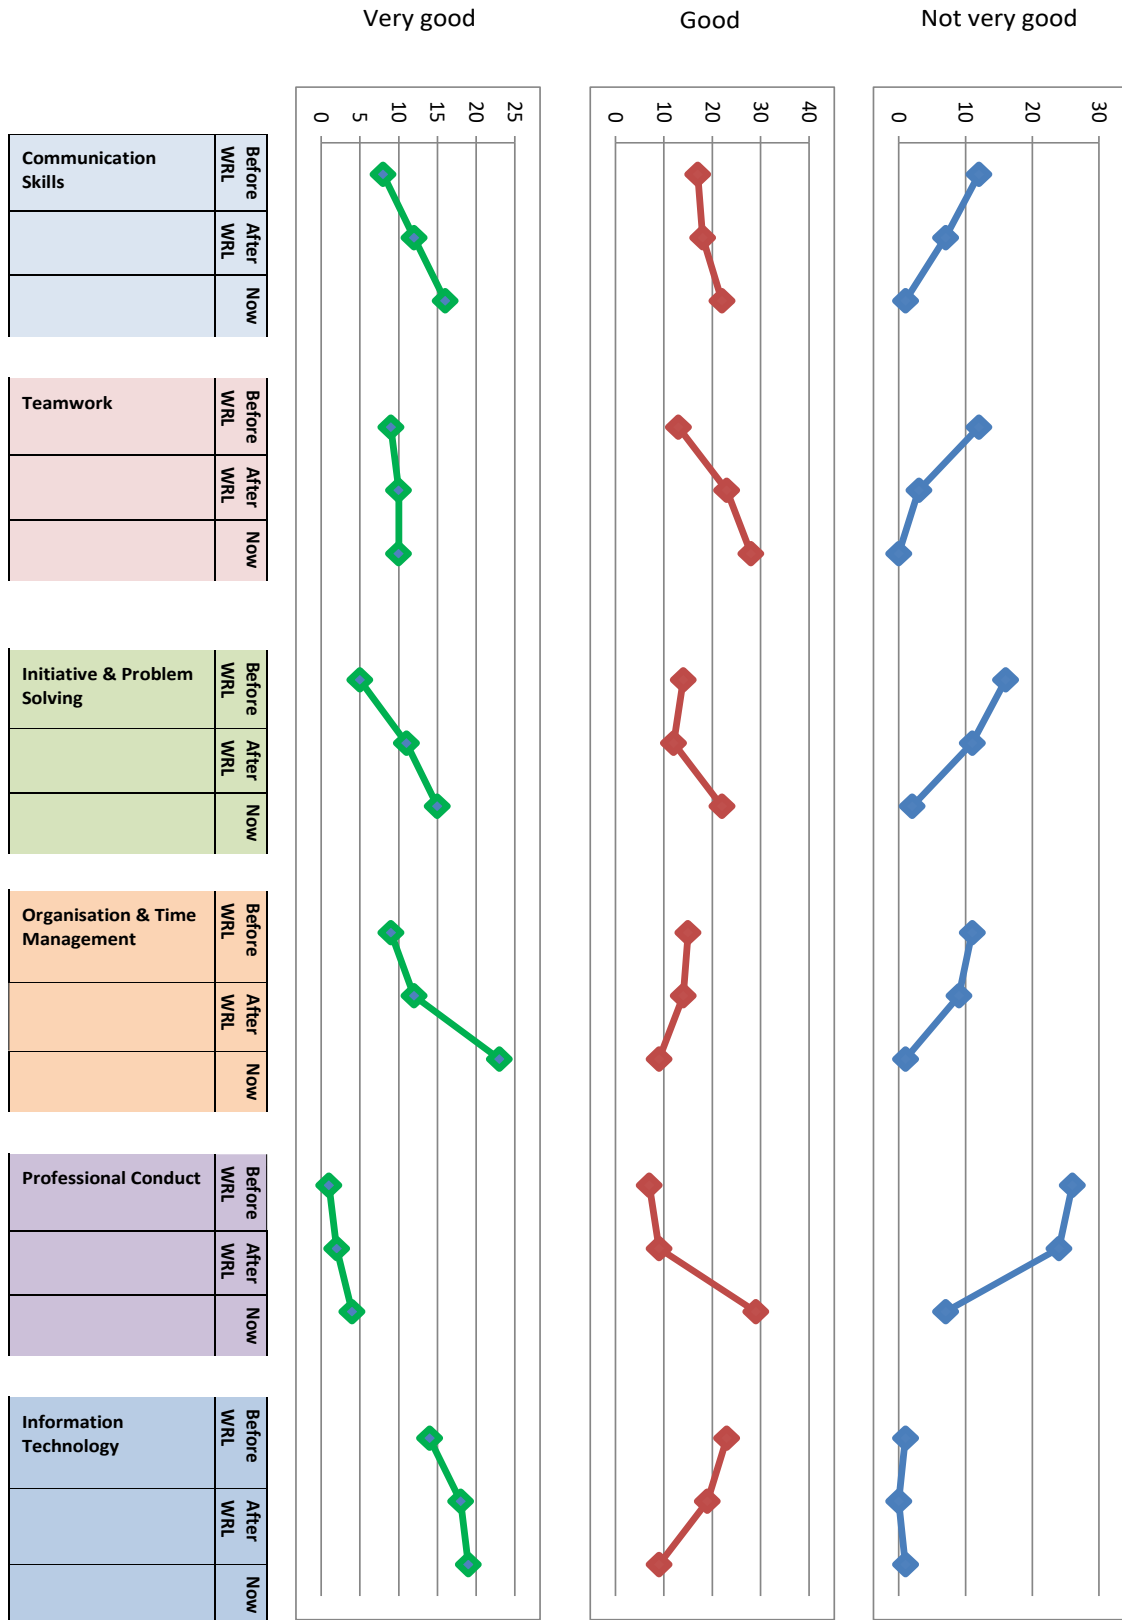 Very good
Good
Not very good
0
5
10
15
20
25
0
10
20
30
40
0
10
20
30
Communication
Skills
Before
WRL
After
WRL
Now
Teamwork
Before
WRL
After
WRL
Now
Initiative & Problem
Solving
Before
WRL
After
WRL
Now
Organisation & Time
Management
Before
WRL
After
WRL
Now
Professional Conduct
Before
WRL
After
WRL
Now
Information
Technology
Before
WRL
After
WRL
Now